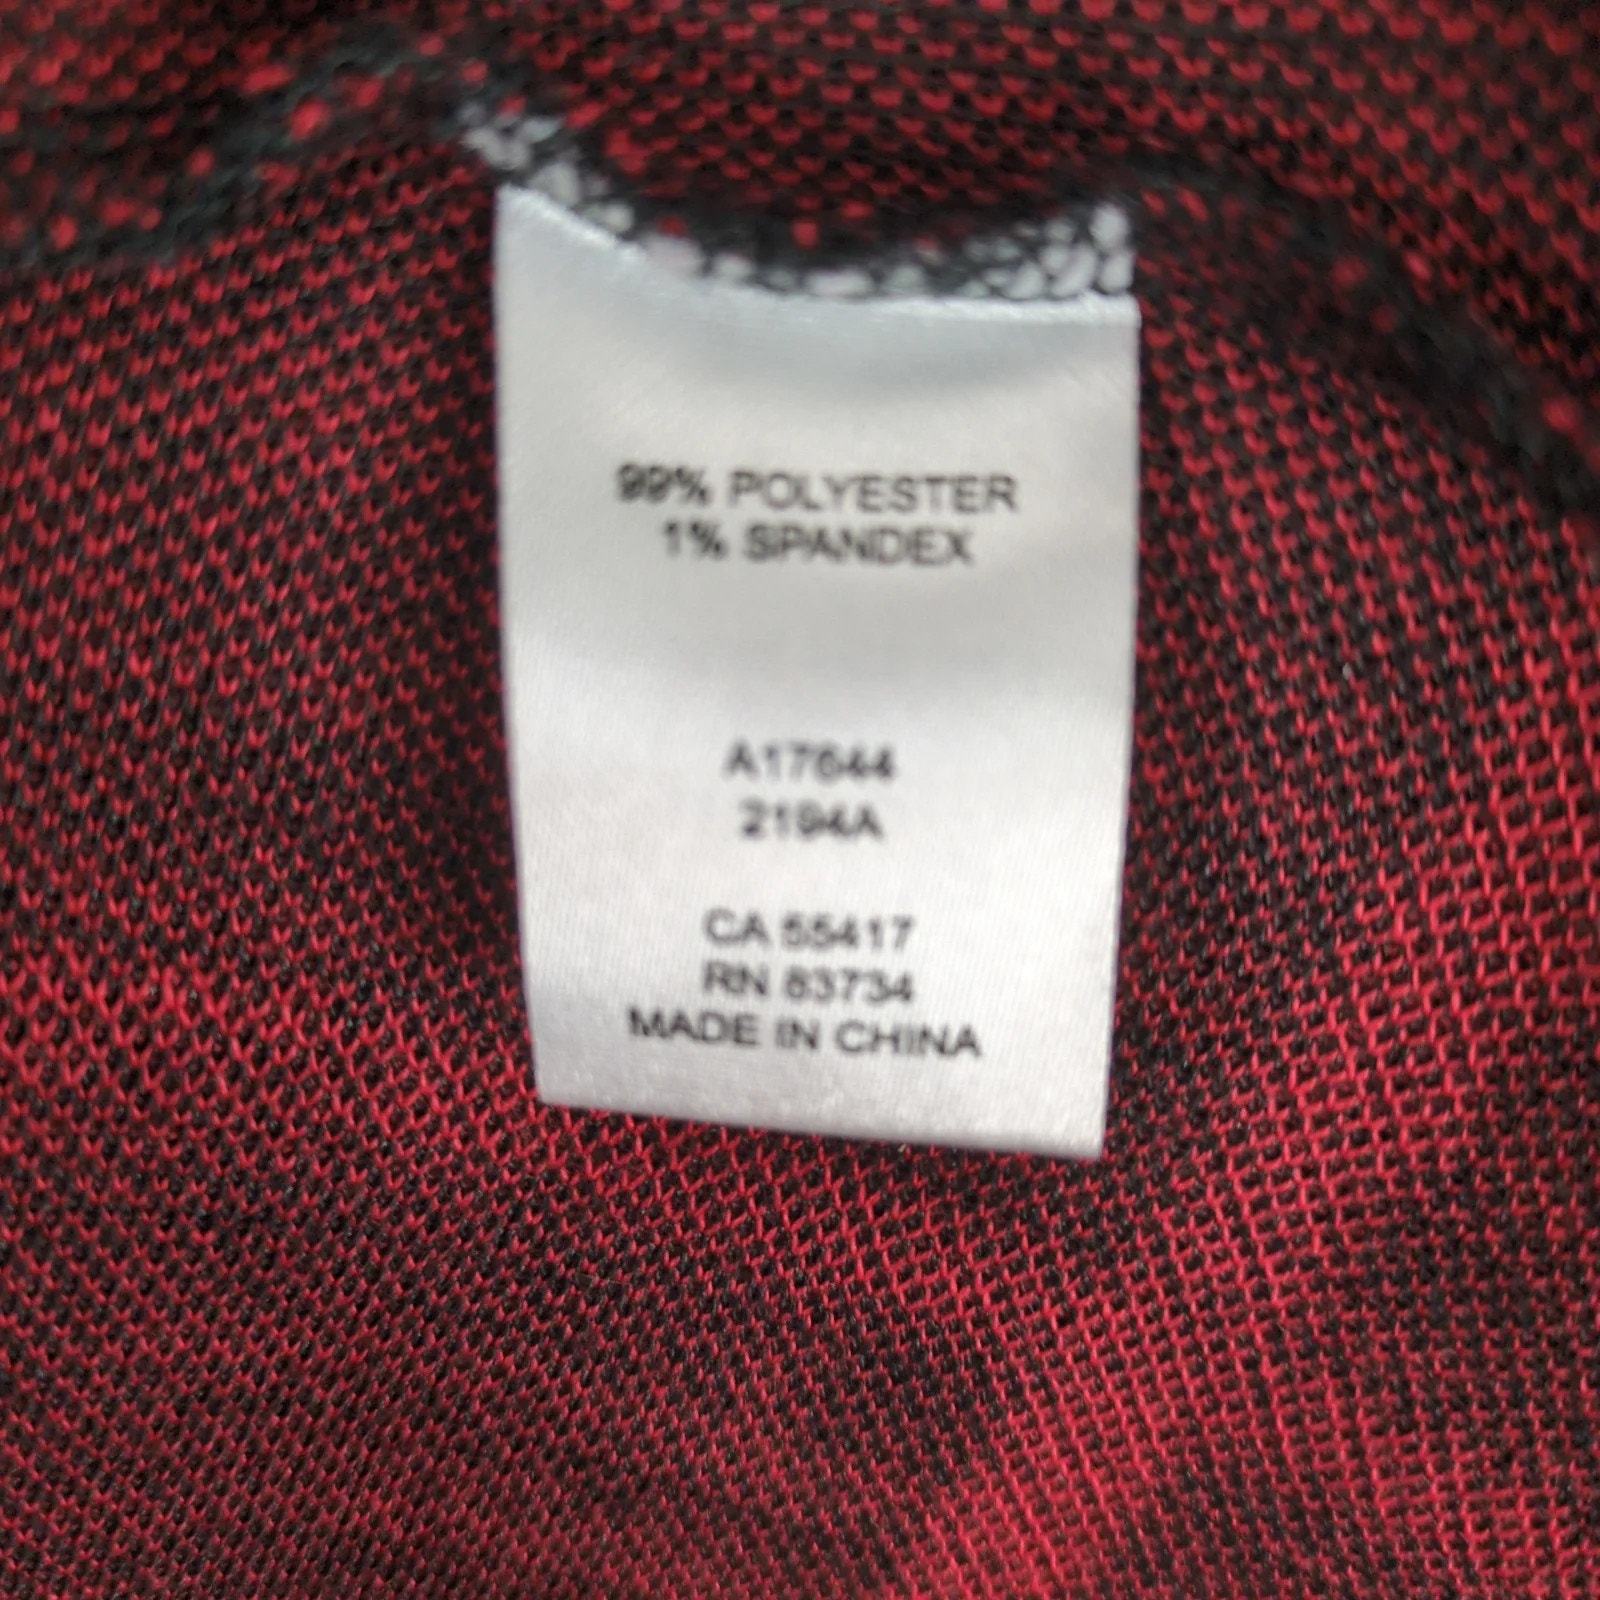 99% POLYESTER
1% SPANDEX
A17644
2194A
CA 55417
RN 83734
MADE IN CHINA